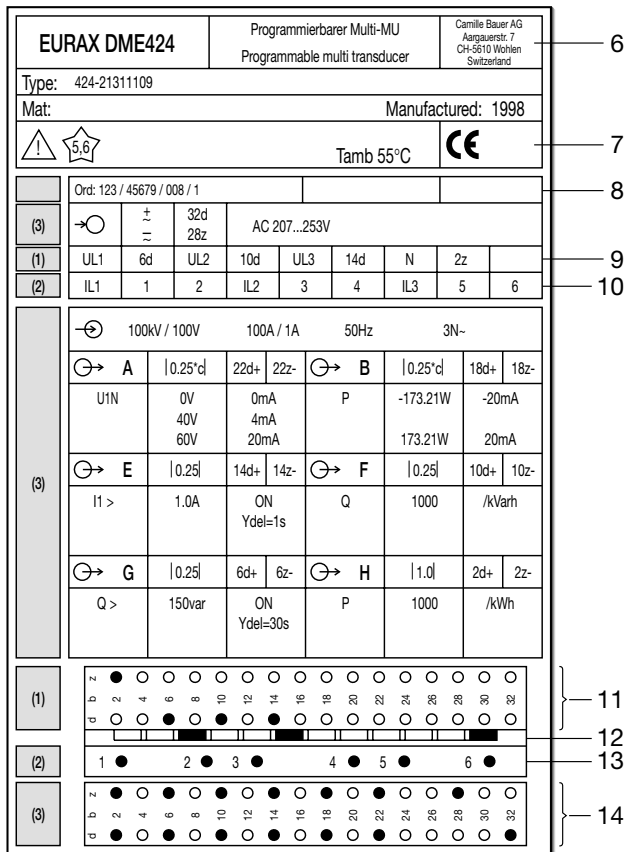 EURAX DME424
Programmierbarer Multi-MU
Programmable multi transducer
Camille Bauer AG
Aargauerstr. 7
CH-5610 Wohlen
Switzerland
6
Type: 424-21311109
Mat: Manufactured: 1998
5,6 Tamb 55°C CE 7
Ord: 123 / 45679 / 008 / 1 8
(3) ± ~ 32d AC 207...253V
28z
(1) UL1 6d UL2 10d UL3 14d N 2z 9
(2) IL1 1 2 IL2 3 4 IL3 5 6 10
(3)
100kV / 100V 100A / 1A 50Hz 3N~
A |0.25*c| 22d+ 22z- B |0.25*c| 18d+ 18z-
U1N 0V 0mA P -173.21W -20mA
40V 4mA
60V 20mA 173.21W 20mA
E |0.25| 14d+ 14z- F |0.25| 10d+ 10z-
I1 > 1.0A ON Q 1000 /kVarh
Ydel=1s
G |0.25| 6d+ 6z- H |1.0| 2d+ 2z-
Q > 150var ON P 1000 /kWh
Ydel=30s
(1)
z
b 2 4 6 8 10 12 14 16 18 20 22 24 26 28 30 32
d
11
12
(2) 1 2 3 4 5 6 13
(3)
z
b 2 4 6 8 10 12 14 16 18 20 22 24 26 28 30 32
d
14